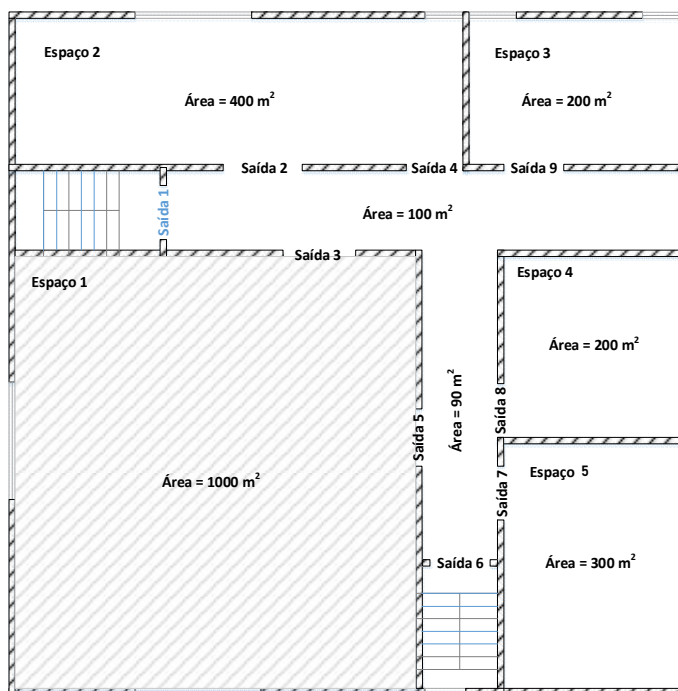 Espaço 2
Espaço 3
Área = 400 m²
Área = 200 m²
Saída 2
Saída 4
Saída 9
Saída 1
Área = 100 m²
Saída 3
Espaço 1
Espaço 4
Área = 200 m²
Saída 5
Área = 90 m²
Saída 8
Espaço 5
Área = 1000 m²
Saída 7
Saída 6
Área = 300 m²